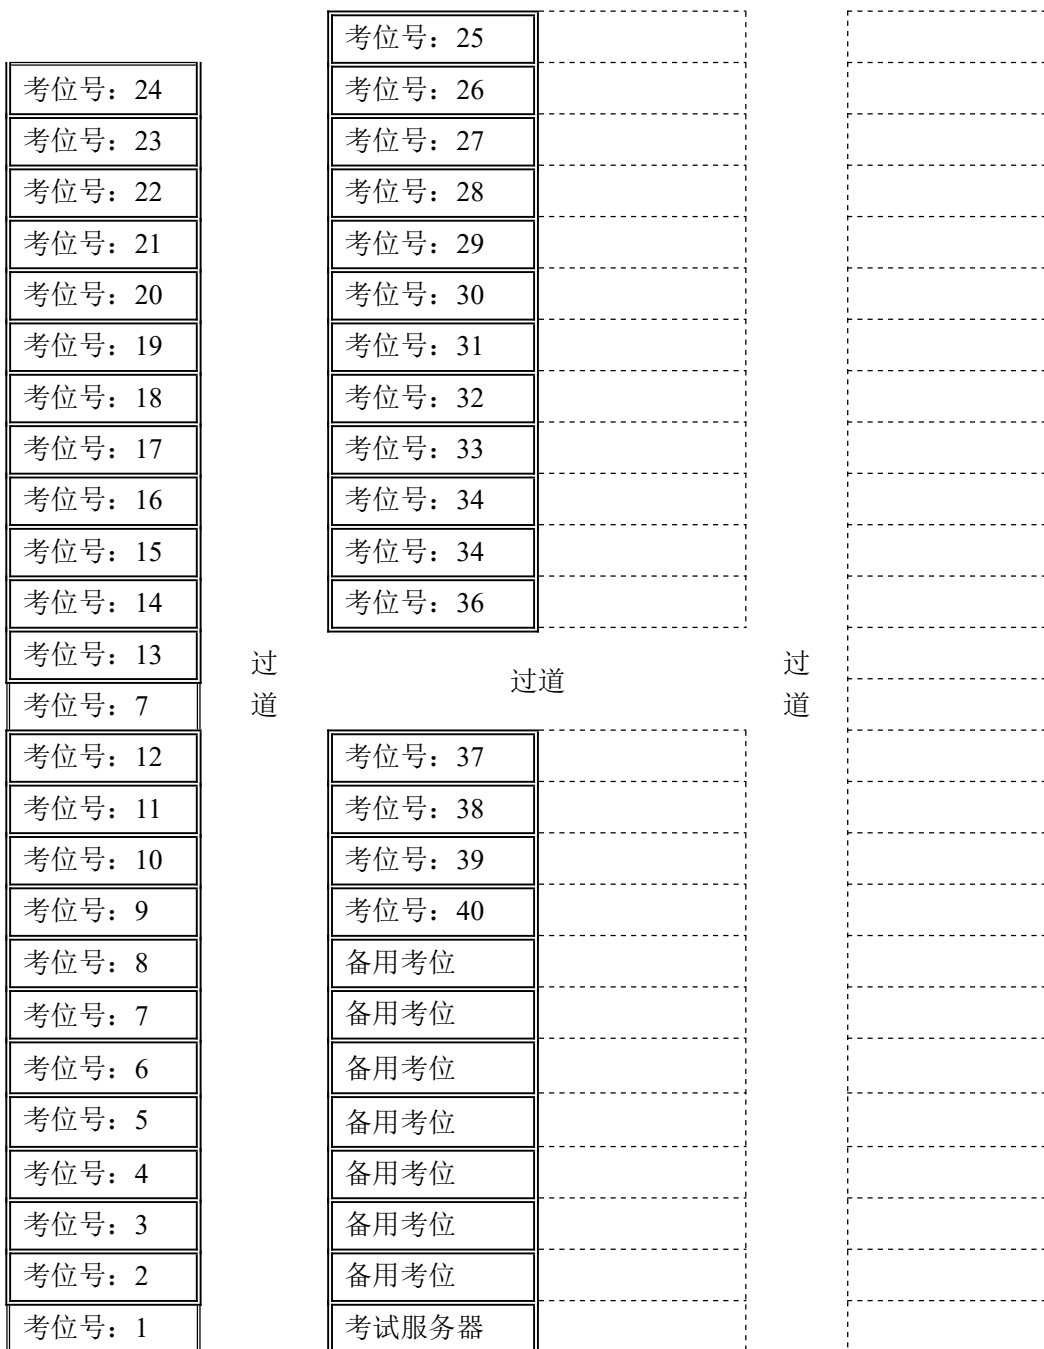 考位号：25
考位号：24 考位号：26
考位号：23 考位号：27
考位号：22 考位号：28
考位号：21 考位号：29
考位号：20 考位号：30
考位号：19 考位号：31
考位号：18 考位号：32
考位号：17 考位号：33
考位号：16 考位号：34
考位号：15 考位号：34
考位号：14 考位号：36
考位号：13
过道 过道 过道
考位号：7
考位号：12 考位号：37
考位号：11 考位号：38
考位号：10 考位号：39
考位号：9 考位号：40
考位号：8 备用考位
考位号：7 备用考位
考位号：6 备用考位
考位号：5 备用考位
考位号：4 备用考位
考位号：3 备用考位
考位号：2 备用考位
考位号：1 考试服务器